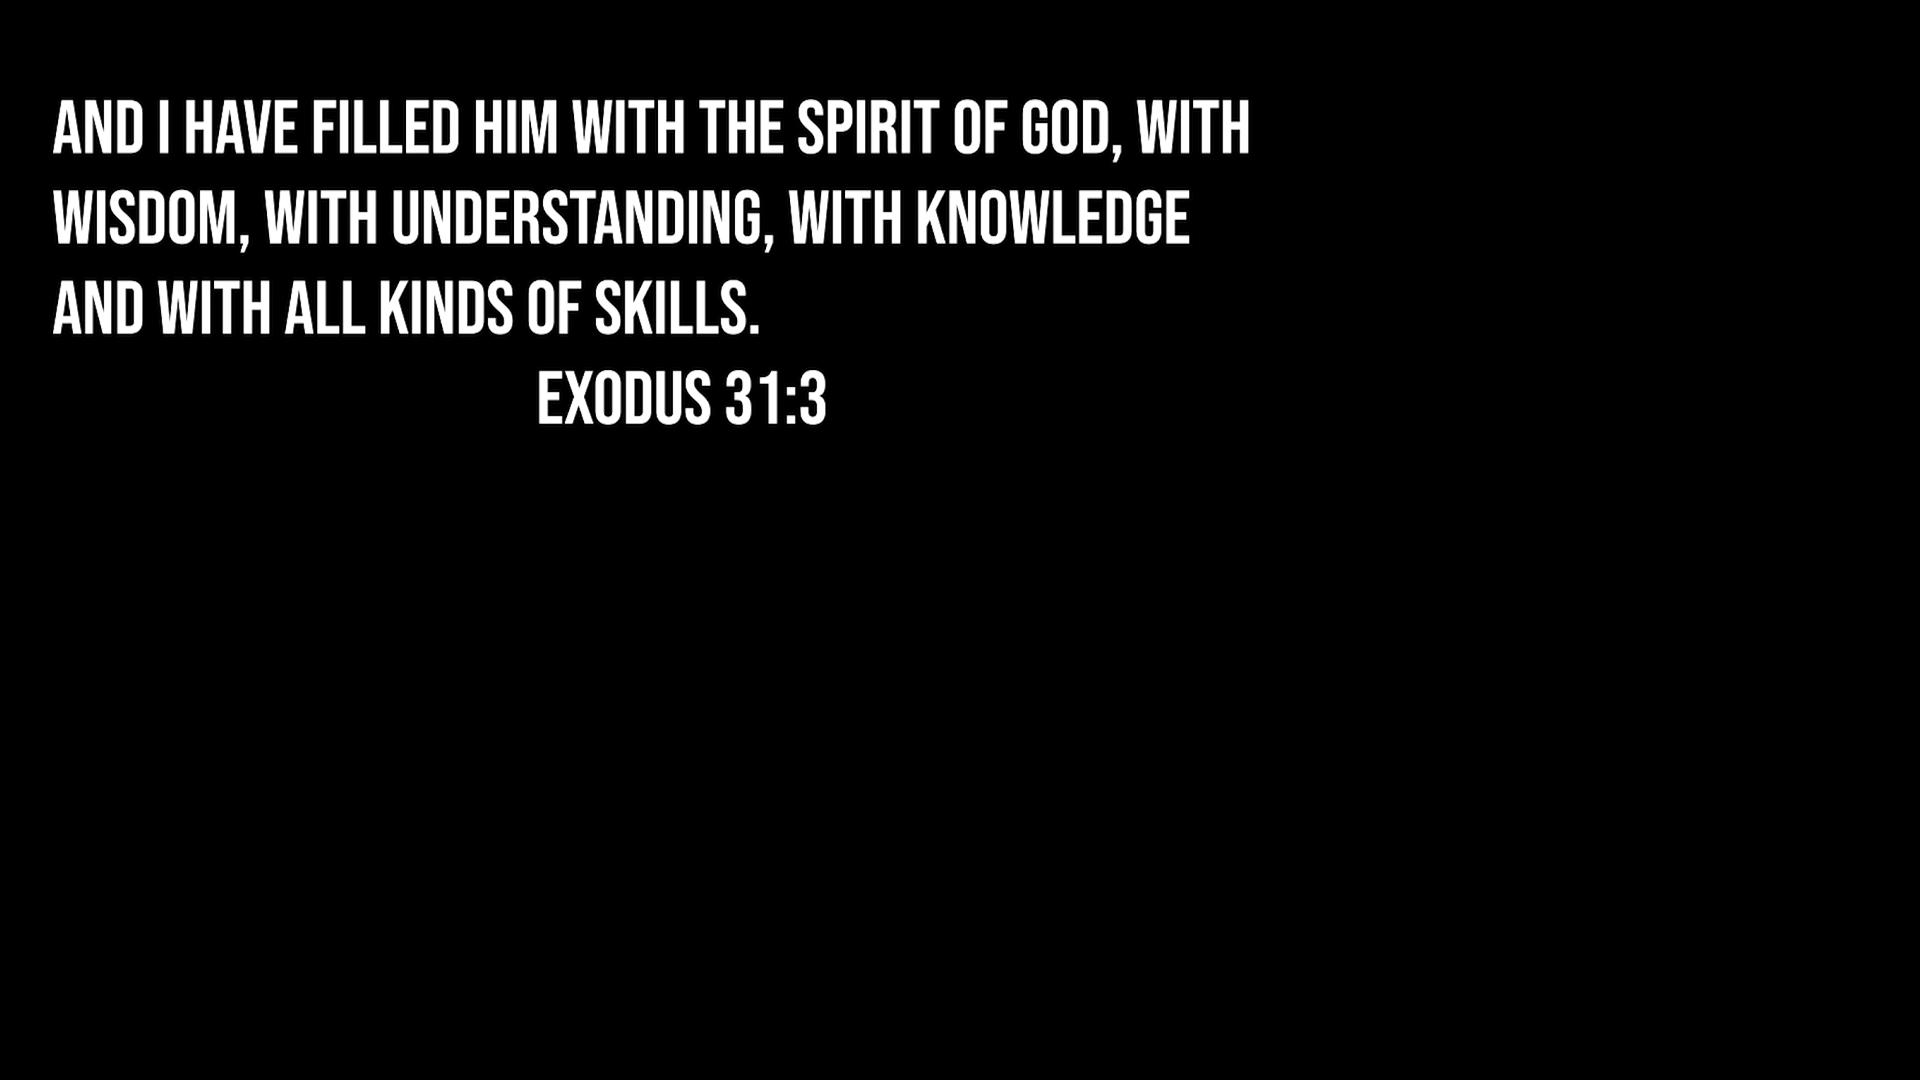 AND I HAVE FILLED HIM WITH THE SPIRIT OF GOD, WITH
WISDOM, WITH UNDERSTANDING, WITH KNOWLEDGE
AND WITH ALL KINDS OF SKILLS.
EXODUS 31:3